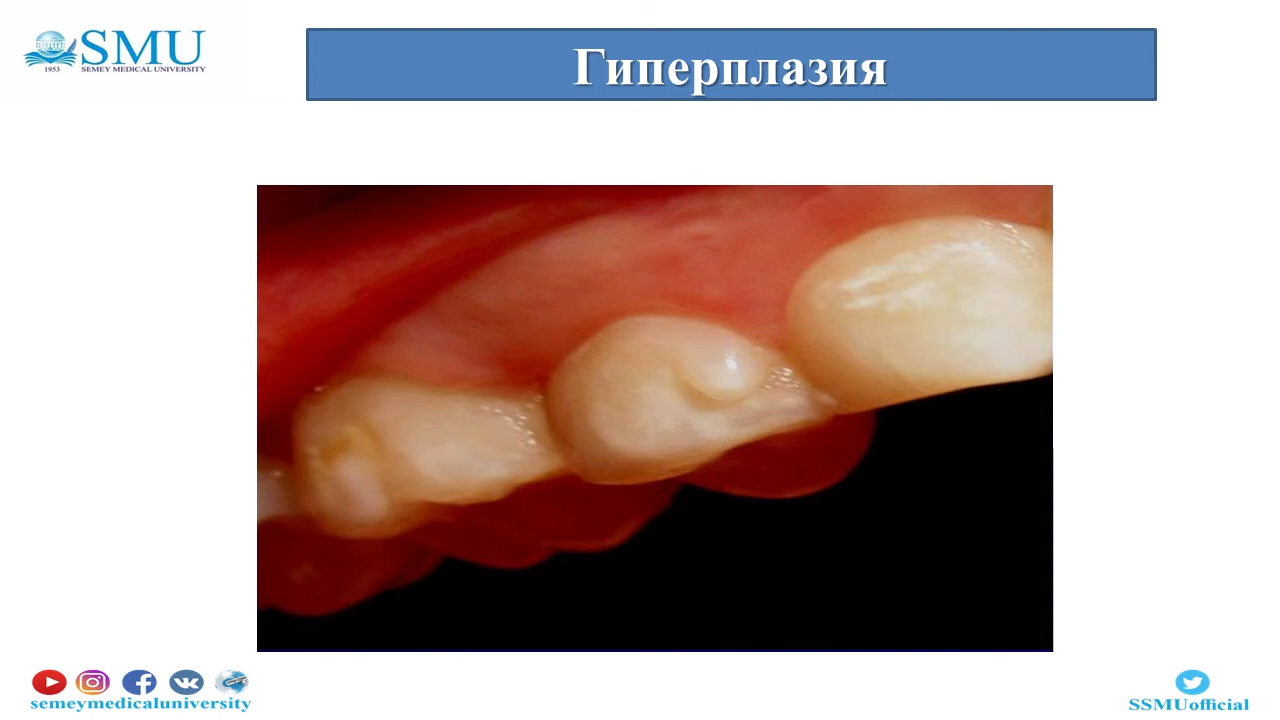 SMU
1953 SEMEY MEDICAL UNIVERSITY
Гиперплазия
semeymedicaluniversity
SSMUofficial